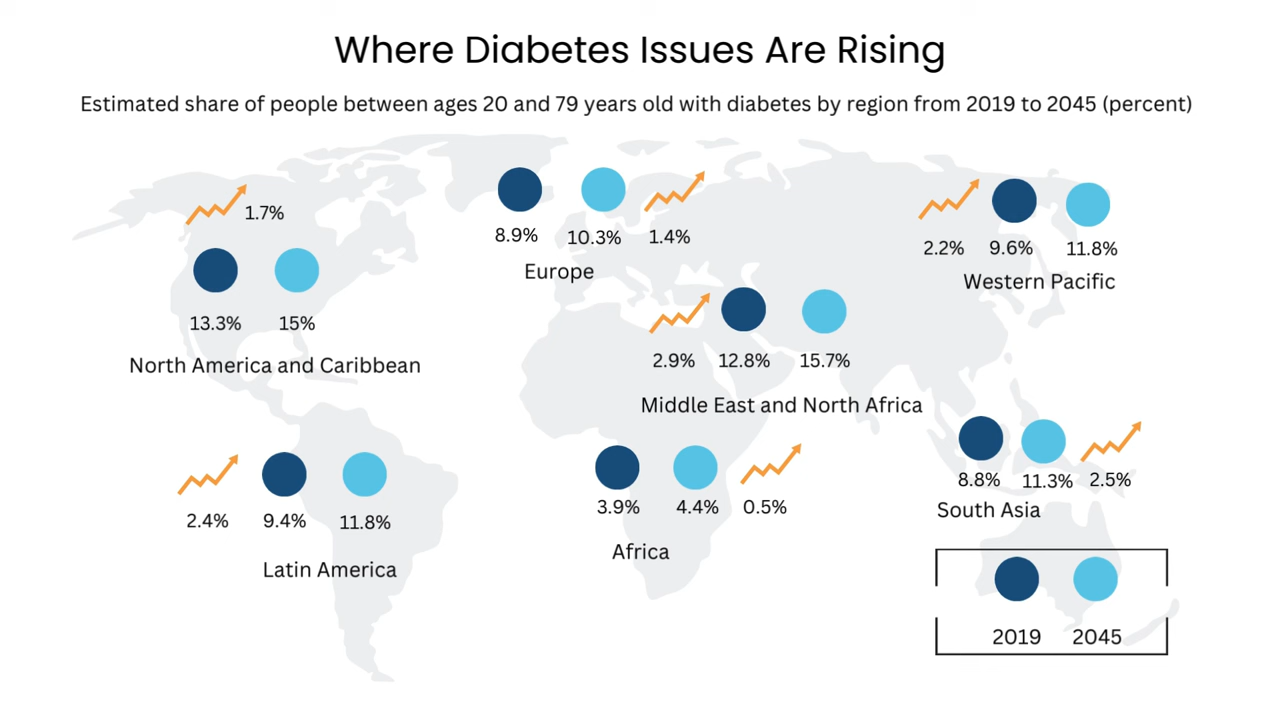 Where Diabetes Issues Are Rising
Estimated share of people between ages 20 and 79 years old with diabetes by region from 2019 to 2045 (percent)
1.7%
13.3% 15%
North America and Caribbean
8.9% 10.3% 1.4%
Europe
2.2% 9.6% 11.8%
Western Pacific
2.9% 12.8% 15.7%
Middle East and North Africa
2.4% 9.4% 11.8%
Latin America
3.9% 4.4% 0.5%
Africa
8.8% 11.3% 2.5%
South Asia
2019 2045